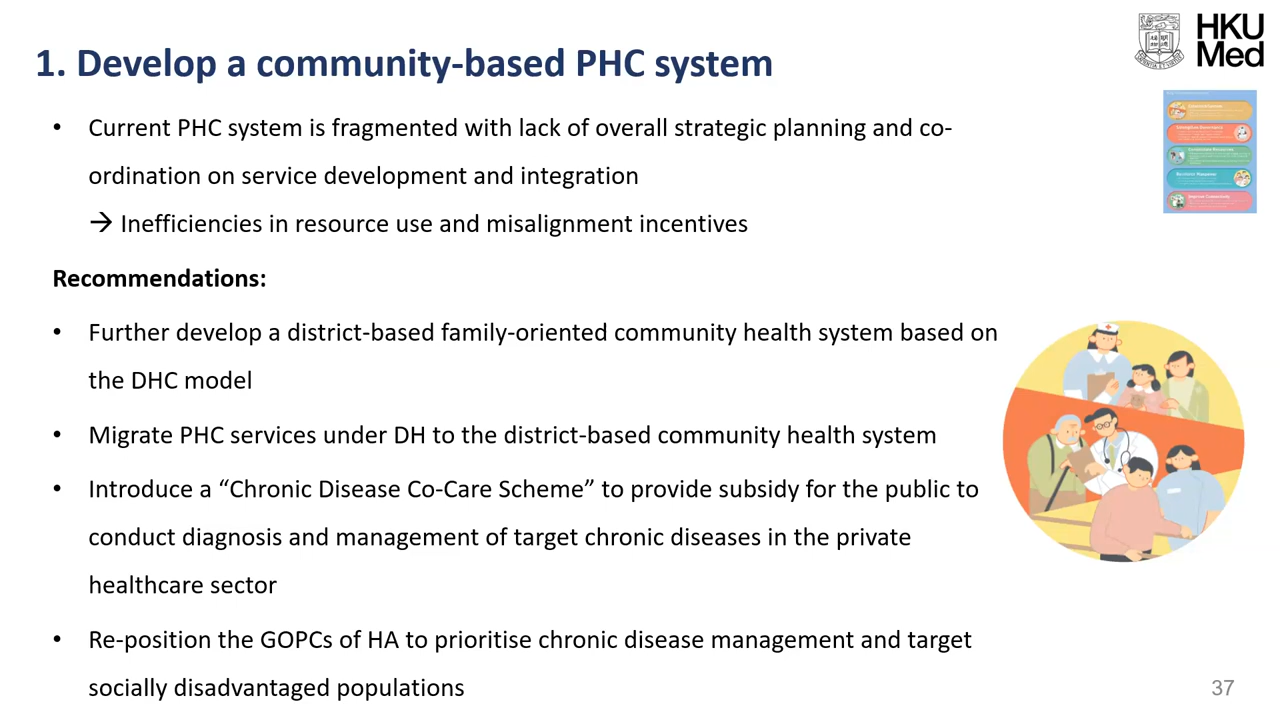 1. Develop a community-based PHC system
HKU
Med
• Current PHC system is fragmented with lack of overall strategic planning and co-
ordination on service development and integration
→ Inefficiencies in resource use and misalignment incentives
Recommendations:
• Further develop a district-based family-oriented community health system based on
the DHC model
• Migrate PHC services under DH to the district-based community health system
• Introduce a “Chronic Disease Co-Care Scheme” to provide subsidy for the public to
conduct diagnosis and management of target chronic diseases in the private
healthcare sector
• Re-position the GOPCs of HA to prioritise chronic disease management and target
socially disadvantaged populations
37